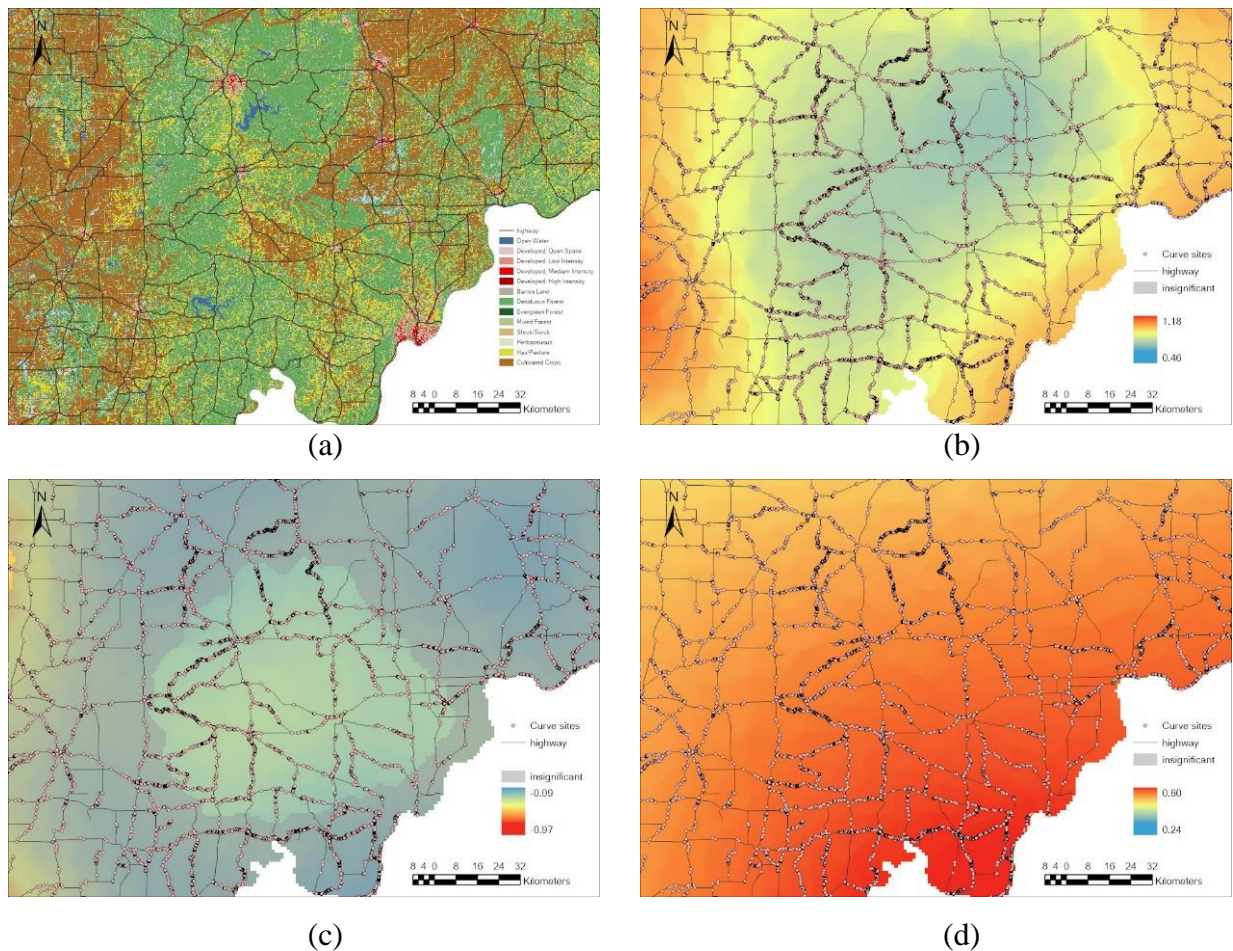 N
highway
Open Water
Developed, Open Space
Developed, Low Intensity
Developed, Medium Intensity
Developed, High Intensity
Barren Land
Deciduous Forest
Evergreen Forest
Mixed Forest
Shrub/Scrub
Herbaceuous
Hay/Pasture
Cultivated Crops
8 4 0 8 16 24 32
Kilometers
(a)
N
Curve sites
highway
insignificant
1.18
0.46
8 4 0 8 16 24 32
Kilometers
(b)
N
Curve sites
highway
insignificant
-0.09
-0.97
8 4 0 8 16 24 32
Kilometers
(c)
N
Curve sites
highway
insignificant
0.60
0.24
8 4 0 8 16 24 32
Kilometers
(d)